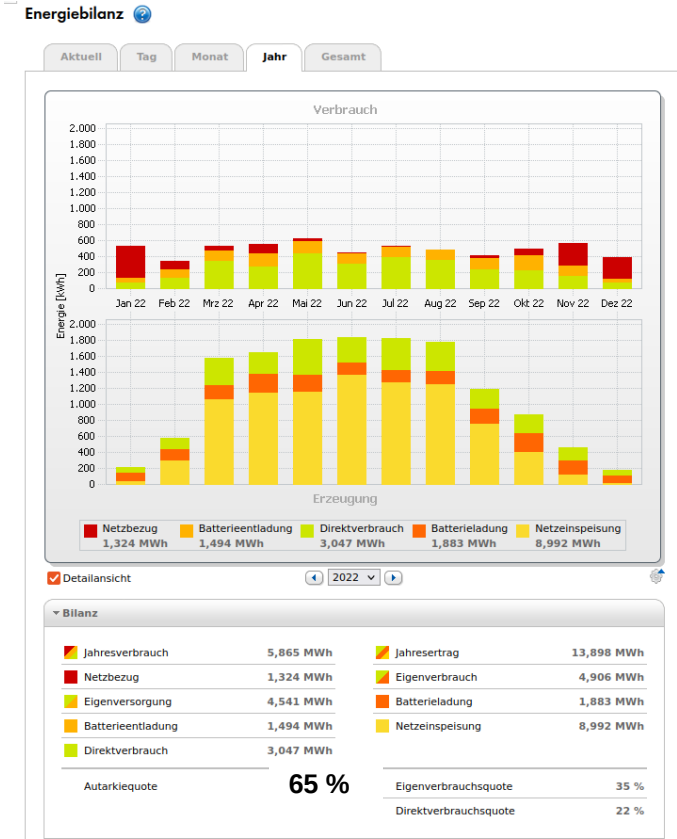 Energiebilanz
Aktuell Tag Monat Jahr Gesamt
Verbrauch
2.000
1.800
1.600
1.400
1.200
1.000
800
600
400
200
0
Jan 22 Feb 22 Mrz 22 Apr 22 Mai 22 Jun 22 Jul 22 Aug 22 Sep 22 Okt 22 Nov 22 Dez 22
Energie [kWh]
2.000
1.800
1.600
1.400
1.200
1.000
800
600
400
200
0
Erzeugung
Netzbezug Batterieentladung Direktverbrauch Batterieladung Netzeinspeisung
1,324 MWh 1,494 MWh 3,047 MWh 1,883 MWh 8,992 MWh
Detailansicht 2022
Bilanz
Jahresverbrauch 5,865 MWh Jahresertrag 13,898 MWh
Netzbezug 1,324 MWh Eigenverbrauch 4,906 MWh
Eigenversorgung 4,541 MWh Batterieladung 1,883 MWh
Batterieentladung 1,494 MWh Netzeinspeisung 8,992 MWh
Direktverbrauch 3,047 MWh
Autarkiequote 65 % Eigenverbrauchsquote 35 %
Direktverbrauchsquote 22 %